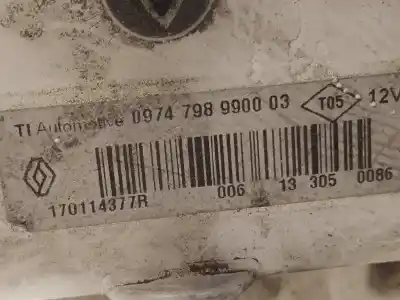 TI Automotive 0974 798 9900 03 T05 12V
170114377R 006 13 305 0086